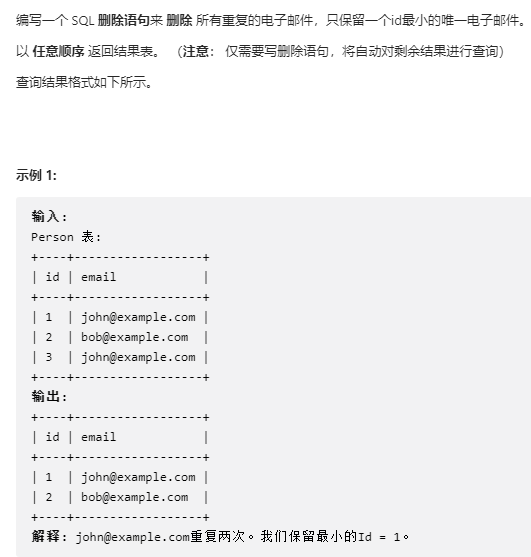 编写一个 SQL 删除语句来 删除 所有重复的电子邮件，只保留一个id最小的唯一电子邮件。
以 任意顺序 返回结果表。 （注意： 仅需要写删除语句，将自动对剩余结果进行查询）
查询结果格式如下所示。
示例 1:
输入:
Person 表:
+----+------------------+
| id | email            |
+----+------------------+
| 1  | john@example.com |
| 2  | bob@example.com  |
| 3  | john@example.com |
+----+------------------+
输出:
+----+------------------+
| id | email            |
+----+------------------+
| 1  | john@example.com |
| 2  | bob@example.com  |
+----+------------------+
解释: john@example.com重复两次。我们保留最小的Id = 1。